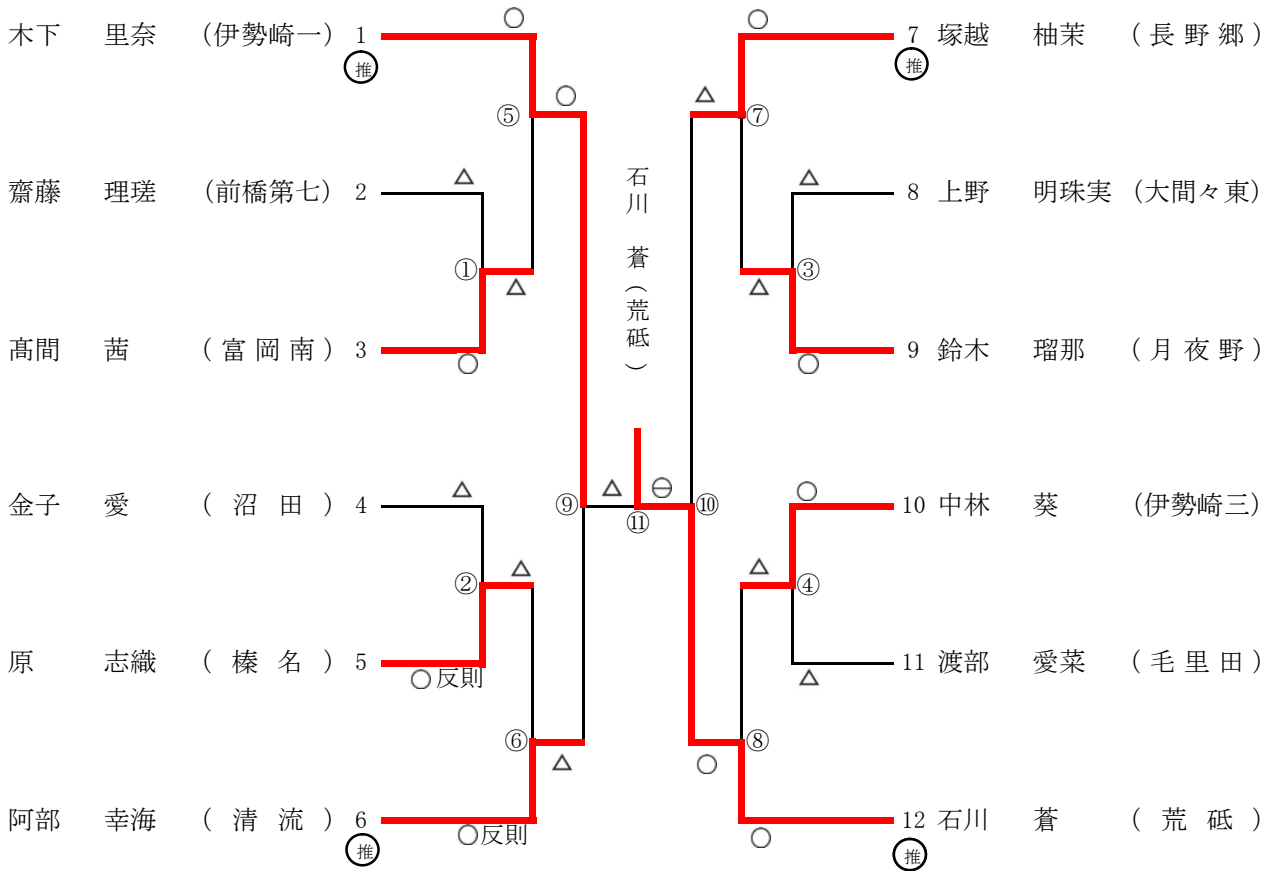 木下 里奈 (伊勢崎一) 1
推
○
○
⑤
齋藤 理瑳 (前橋第七) 2
△
①
△
髙間 茜 (富岡南) 3
○
金子 愛 (沼田) 4
△
②
△
原 志織 (榛名) 5
○反則
⑥
△
阿部 幸海 (清流) 6
推
○反則
⑨
△
石川 蒼(荒砥)
⑪
⊖
⑩
○
7 塚越 柚茉 (長野郷)
推
△
⑦
△
8 上野 明珠実 (大間々東)
③
△
○
9 鈴木 瑠那 (月夜野)
○
10 中林 葵 (伊勢崎三)
△
④
11 渡部 愛菜 (毛里田)
△
⑧
○
12 石川 蒼 (荒砥)
推
○